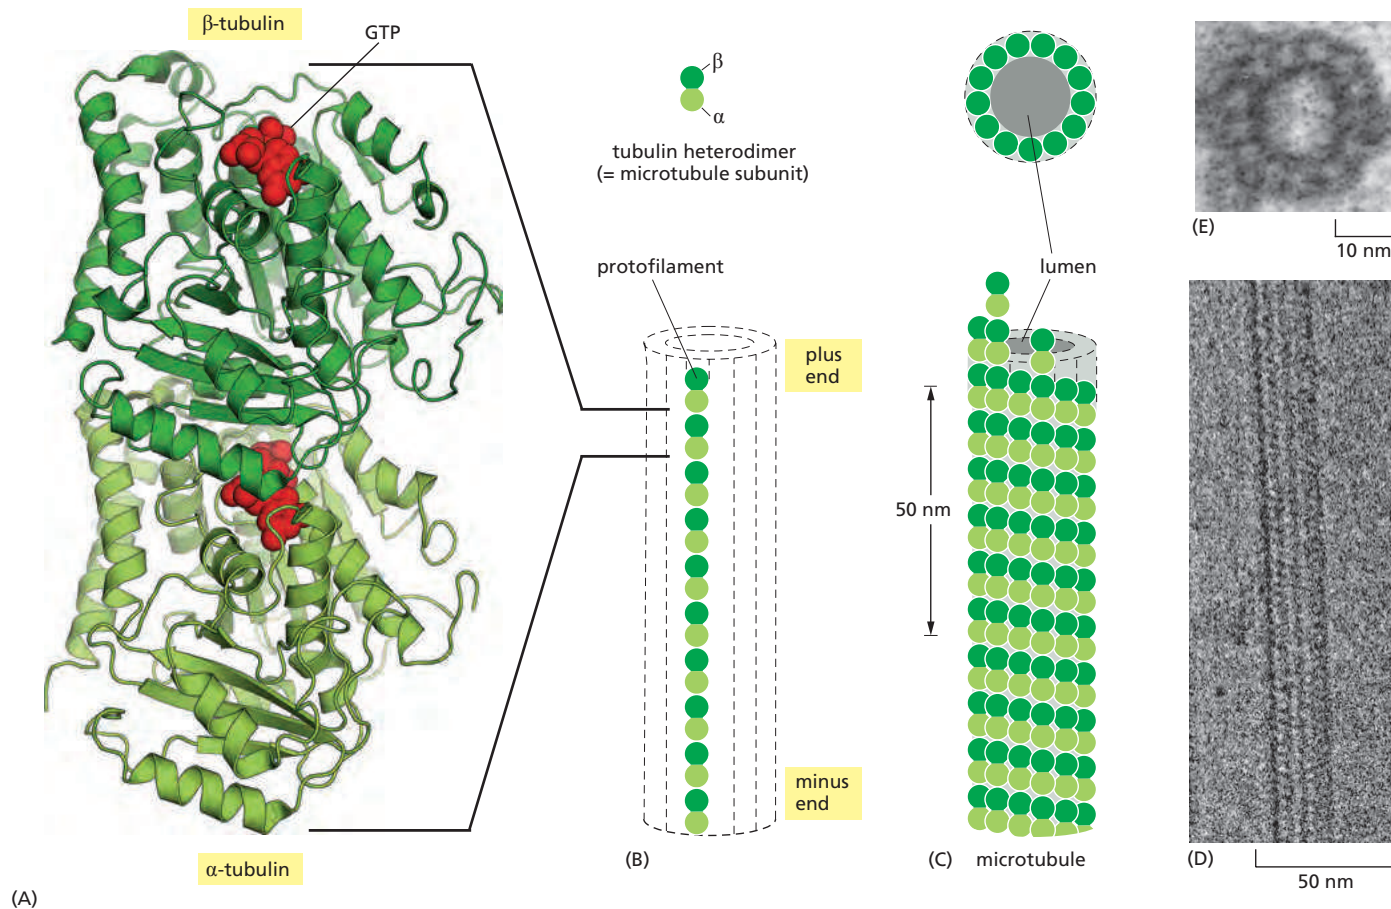 β-tubulin
GTP
α-tubulin
(A)
β
α
tubulin heterodimer
(= microtubule subunit)
protofilament
plus
end
minus
end
(B)
lumen
50 nm
(C)
microtubule
(E)
10 nm
(D)
50 nm